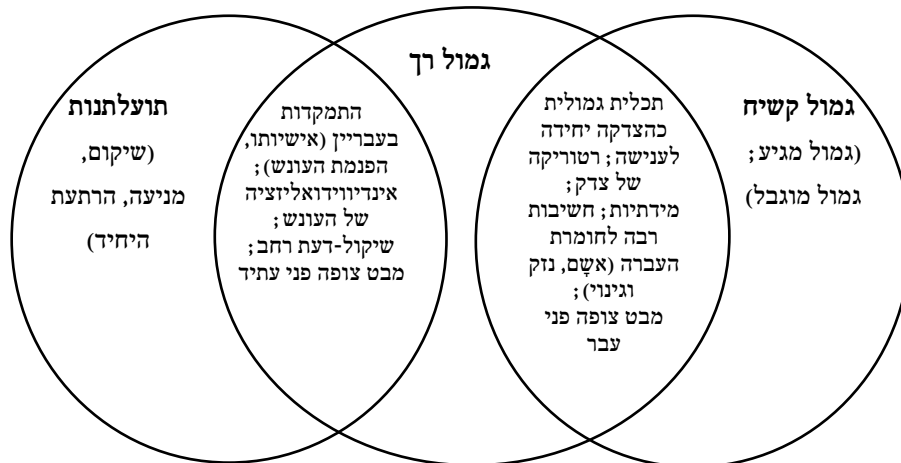 גמול רך
גמול קשיח
(גמול מגיע;
גמול מוגבל)
תכלית גמולית
כהצדקה יחידה
לענישה; רטוריקה
של צדק;
מידתיות; חשיבות
רבה לחומרת
העברה (אשָׁם, נזק
וגינוי);
מבט צופה פני
עבר
התמקדות
בעבריין (אישיותו,
הפנמת העונש);
אינדיווידואליזציה
של העונש;
שיקול-דעת רחב;
מבט צופה פני עתיד
תועלתנות
(שיקום,
מניעה, הרתעת
היחיד)